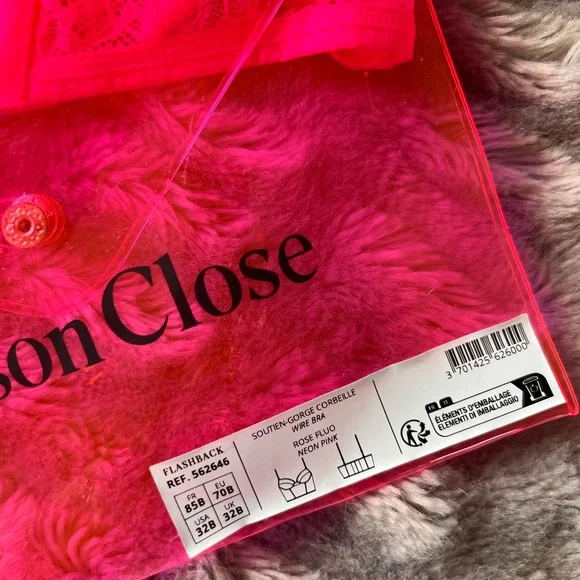 son Close
FLASHBACK
REF. 562646
FR
85B
EU
70B
USA
32B
UK
32B
SOUTIEN-GORGE CORBEILLE
WIRE BRA
ROSE FLUO
NEON PINK
3 701425 626000
ÉLÉMENTS D'EMBALLAGE
ELEMENTI DI IMBALLAGGIO